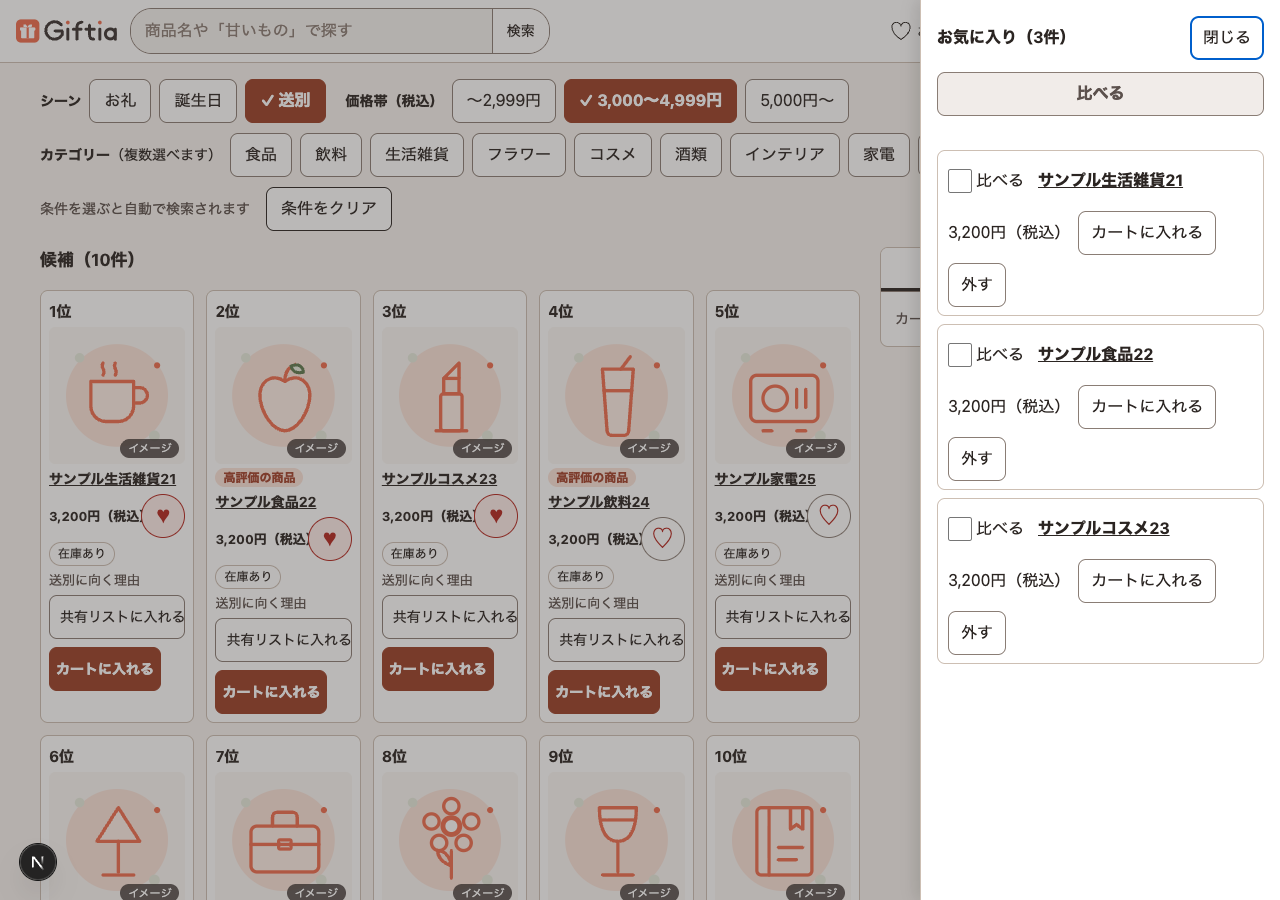 Giftia
商品名や「甘いもの」で探す
検索
シーン
お礼
誕生日
✓ 送別
価格帯（税込）
〜2,999円
✓ 3,000〜4,999円
5,000円〜
カテゴリー（複数選べます）
食品
飲料
生活雑貨
フラワー
コスメ
酒類
インテリア
家電
条件を選ぶと自動で検索されます
条件をクリア
候補（10件）
カー
1位
イメージ
サンプル生活雑貨21
3,200円（税込）
♥
在庫あり
送別に向く理由
共有リストに入れる
カートに入れる
2位
イメージ
高評価の商品
サンプル食品22
3,200円（税込）
♥
在庫あり
送別に向く理由
共有リストに入れる
カートに入れる
3位
イメージ
サンプルコスメ23
3,200円（税込）
♥
在庫あり
送別に向く理由
共有リストに入れる
カートに入れる
4位
イメージ
高評価の商品
サンプル飲料24
3,200円（税込）
♡
在庫あり
送別に向く理由
共有リストに入れる
カートに入れる
5位
イメージ
サンプル家電25
3,200円（税込）
♡
在庫あり
送別に向く理由
共有リストに入れる
カートに入れる
6位
イメージ
7位
イメージ
8位
イメージ
9位
イメージ
10位
イメージ
N
お気に入り（3件）
閉じる
比べる
比べる
サンプル生活雑貨21
3,200円（税込）
カートに入れる
外す
比べる
サンプル食品22
3,200円（税込）
カートに入れる
外す
比べる
サンプルコスメ23
3,200円（税込）
カートに入れる
外す